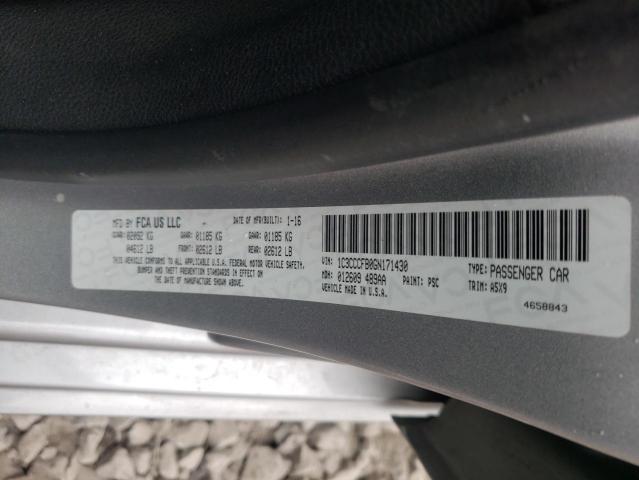 MFD BY FCA US LLC - DATE OF MFR(BUILT): 1-16
GVWR: 02092 KG GAWR: 01185 KG GAWR: 01185 KG
04612 LB FRONT: 02612 LB REAR: 02612 LB
THIS VEHICLE CONFORMS TO ALL APPLICABLE FEDERAL MOTOR VEHICLE SAFETY,
BUMPER AND THEFT PREVENTION STANDARDS IN EFFECT ON
THE DATE OF MANUFACTURE SHOWN ABOVE.
VIN: 1C3CCCFB0GN171430 TYPE: PASSENGER CAR
MDH: 012609 489AA PAINT: PSC TRIM: A5X9
VEHICLE MADE IN U.S.A.
4658843